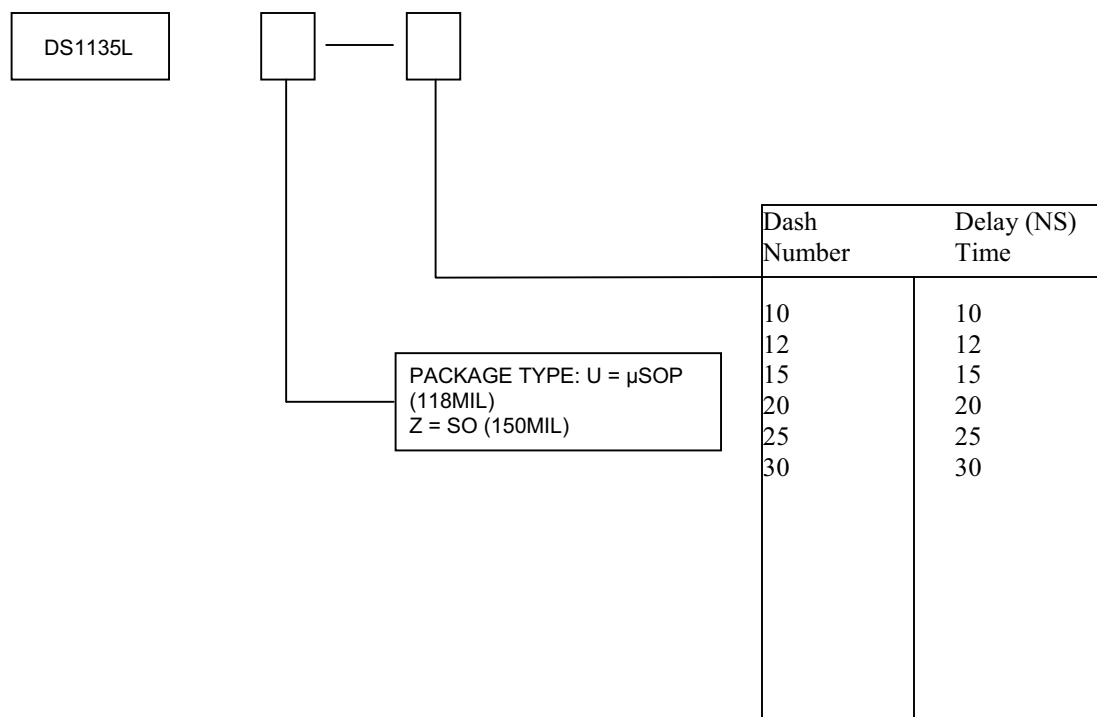 DS1135L
Dash Delay (NS)
Number Time
10 10
12 12
15 15
20 20
25 25
30 30
PACKAGE TYPE: U = µSOP
(118MIL)
Z = SO (150MIL)